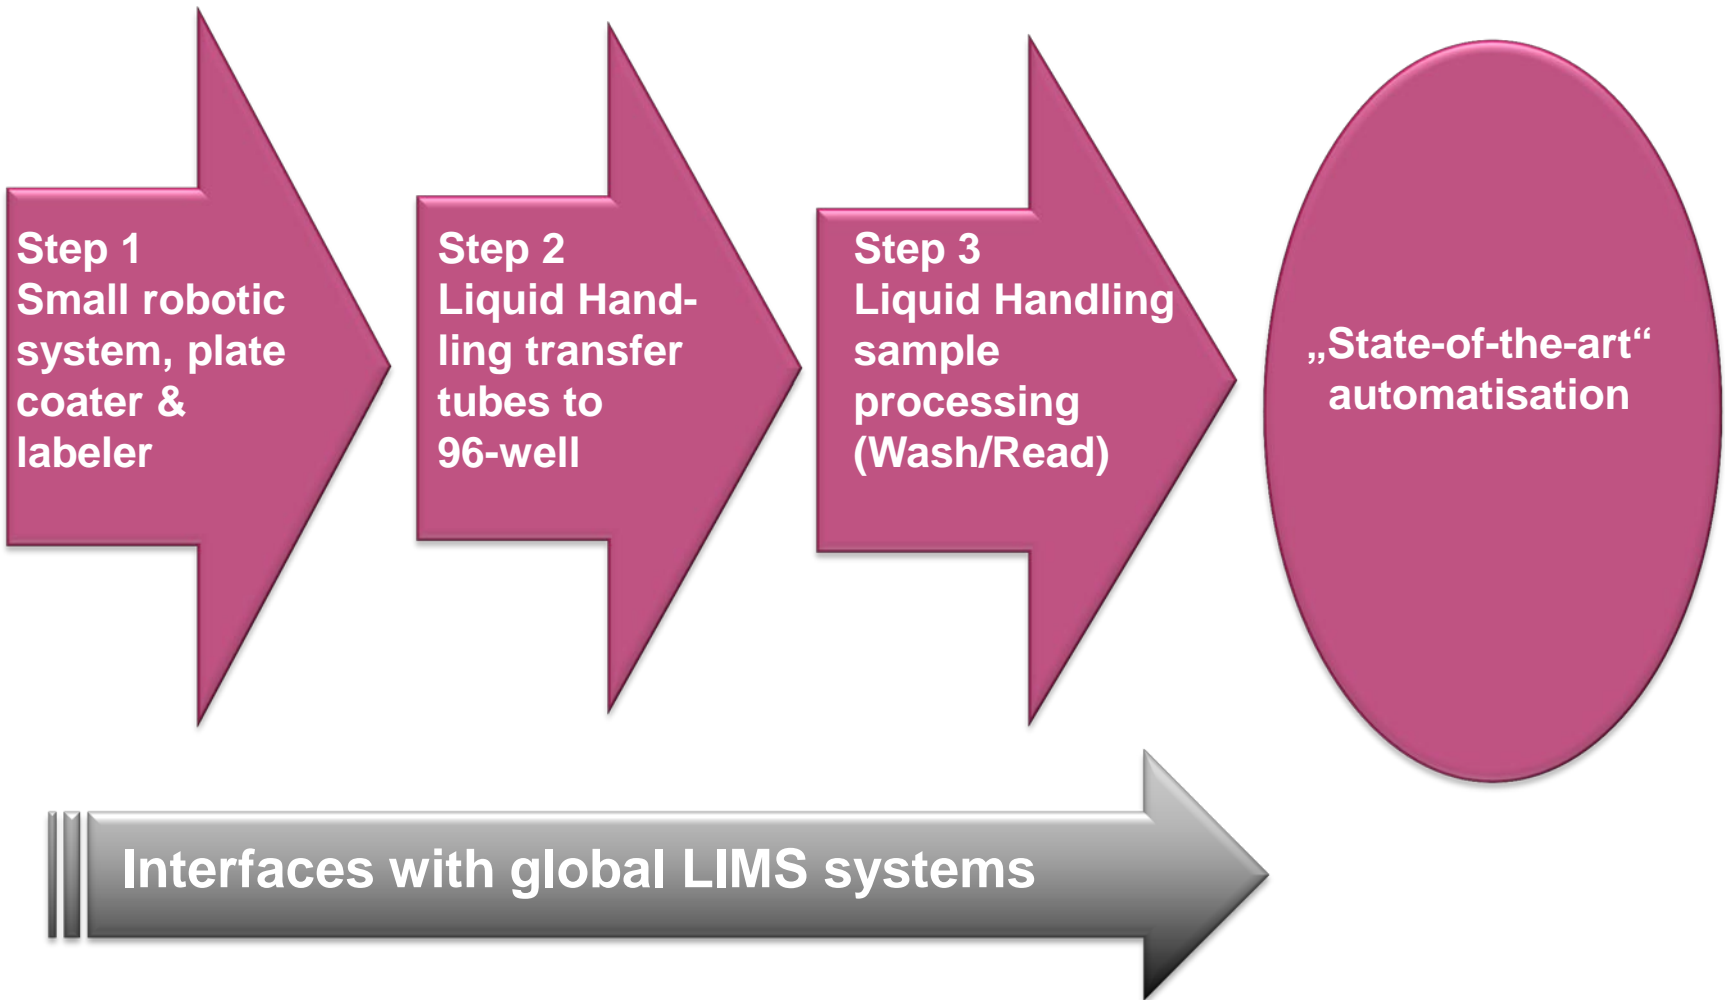 Step 1
Small robotic
system, plate
coater &
labeler
Step 2
Liquid Hand-
ling transfer
tubes to
96-well
Step 3
Liquid Handling
sample
processing
(Wash/Read)
„State-of-the-art“
automatisation
Interfaces with global LIMS systems